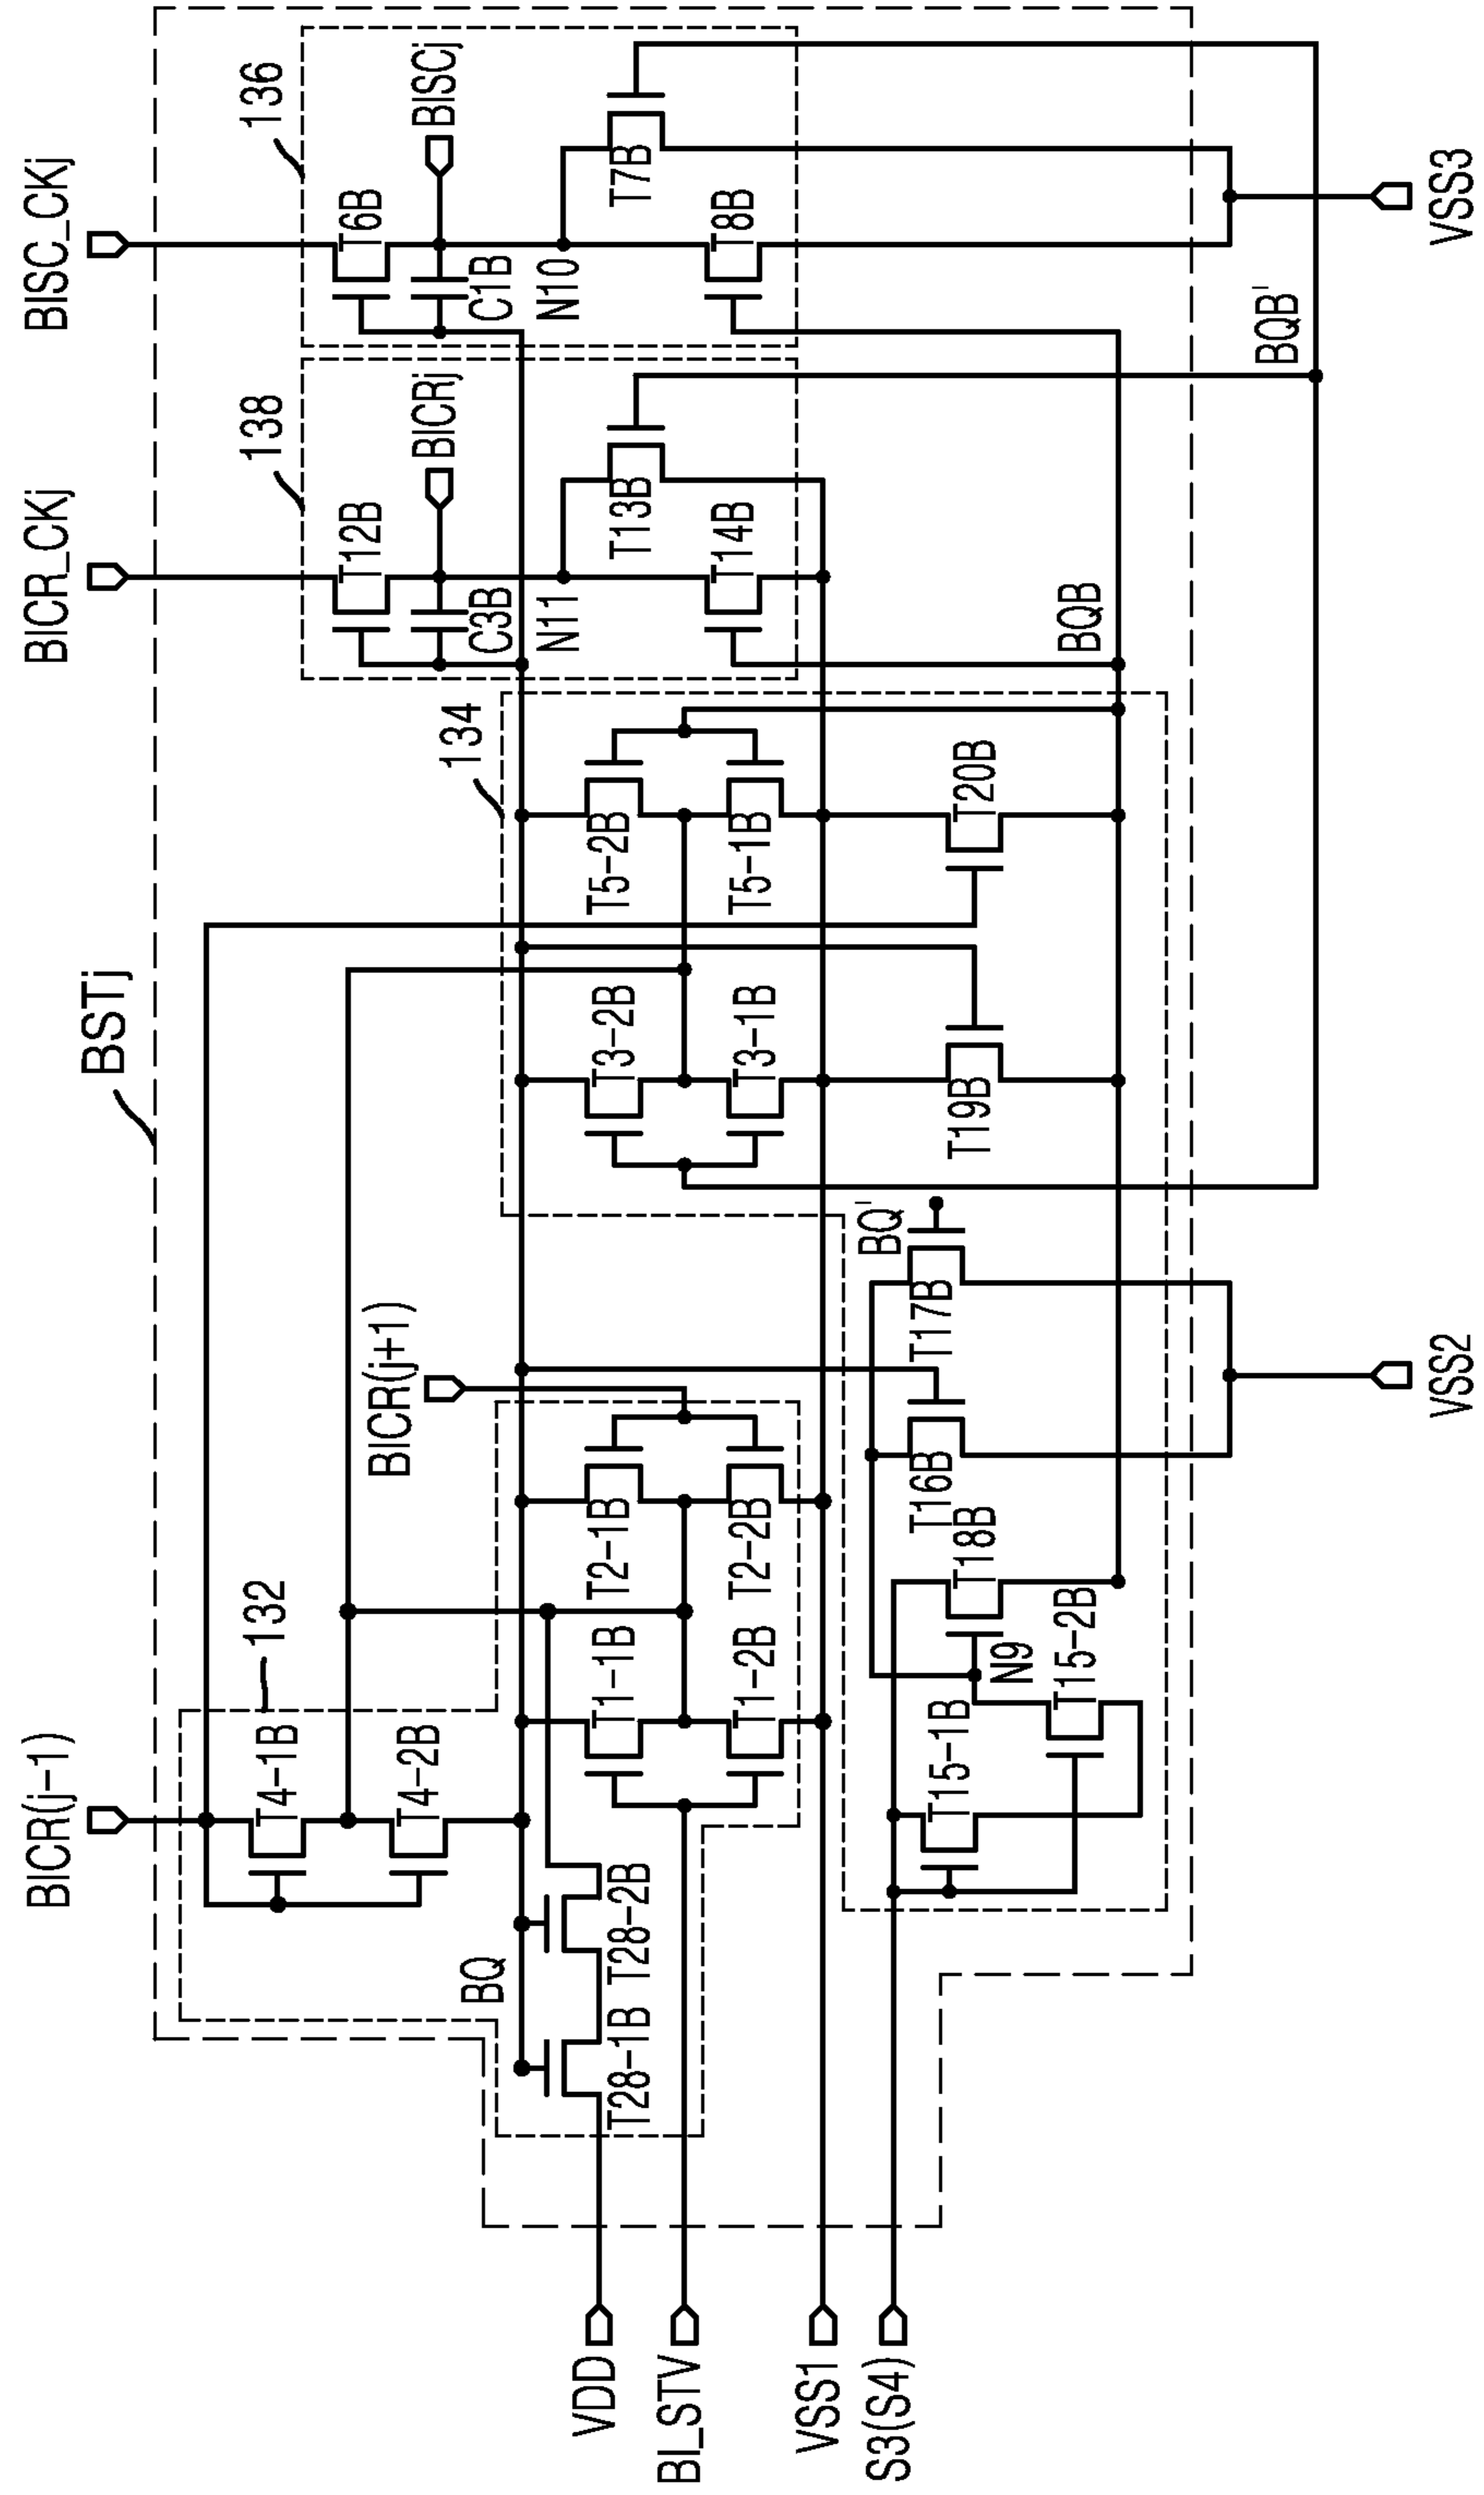 BICR(j-1)
BICR_CKj
BISC_CKj
BSTj
132
134
138
136
T4-1B
T4-2B
BICR(j+1)
T12B
BICRj
C3B
N11
T6B
BISCj
C1B
N10
BQ
T28-1B
T28-2B
T1-1B
T1-2B
T2-1B
T2-2B
T3-2B
T3-1B
T5-2B
T5-1B
T13B
T14B
T7B
T8B
VDD
BI_STV
VSS1
S3(S4)
T15-1B
T15-2B
N9
T18B
T16B
T17B
BQ'
T19B
T20B
BQB
BQB'
VSS2
VSS3